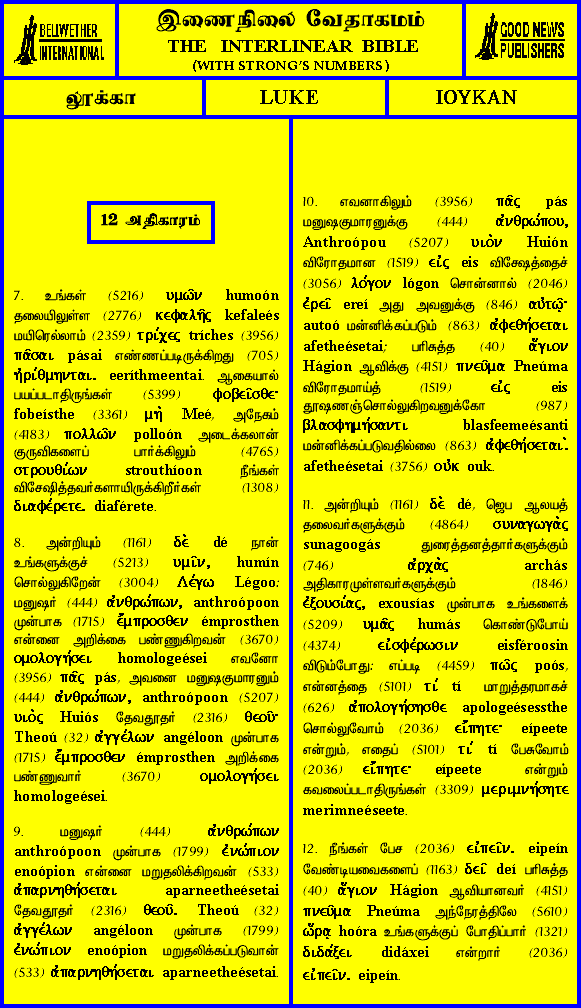 BELLWETHER
INTERNATIONAL
இணைநிலை வேதாகமம்
THE INTERLINEAR BIBLE
(WITH STRONG'S NUMBERS)
GOOD NEWS
PUBLISHERS
லூக்கா
LUKE
ΙΟΥΚΑΝ
12 அதிகாரம்
7. உங்கள் (5216) υμῶν humoón
தலையிலுள்ள (2776) κεφαλῆς kefaleés
மயிரெல்லாம் (2359) τρίχες tríches (3956)
πᾶσαι pásai எண்ணப்படிருக்கிறது (705)
ἠρίθμηνται. eeríthmeentai. ஆகையால்
பயப்படாதிருங்கள் (5399) φοβεῖσθε·
fobeísthe (3361) μὴ Meé, அநேகம்
(4183) πολλῶν polloón அடைக்கலான்
குருவிகளைப் பார்க்கிலும் (4765)
στρουθίων strouthíoon நீங்கள்
விசேஷித்தவர்களாயிருக்கிறீர்கள் (1308)
διαφέρετε. diaférete.
8. அன்றியும் (1161) δὲ dé நான்
உங்களுக்குச் (5213) υμῖν, humín
சொல்லுகிறேன் (3004) Λέγω Légoo:
மனுஷர் (444) ἀνθρώπων, anthroópoon
முன்பாக (1715) ἔμπροσθεν émprosthen
என்னை அறிக்கை பண்ணுகிறவன் (3670)
ομολογήσει homologeései எவனோ
(3956) πᾶς pás, அவனை மனுஷகுமாரனும்
(444) ἀνθρώπων, anthroópoon (5207)
υιὸς Huiós தேவதூதர் (2316) θεοῦ·
Theoú (32) ἀγγέλων angéloon முன்பாக
(1715) ἔμπροσθεν émprosthen அறிக்கை
பண்ணுவார் (3670) ομολογήσει
homologeései.
9. மனுஷர் (444) ἀνθρώπων
anthroópoon முன்பாக (1799) ἐνώπιον
enoópion என்னை மறுதலிக்கிறவன் (533)
ἀπαρνηθήσεται aparneetheésetai
தேவதூதர் (2316) θεοῦ. Theoú (32)
ἀγγέλων angéloon முன்பாக (1799)
ἐνώπιον enoópion மறுதலிக்கப்படுவான்
(533) ἀπαρνηθήσεται aparneetheésetai.
10. எவனாகிலும் (3956) πᾶς pás
மனுஷகுமாரனுக்கு (444) ἀνθρώπου,
Anthroópou (5207) υιὸν Huión
விரோதமான (1519) εἰς eis விசேஷத்தைச்
(3056) λόγον lógon சொன்னால் (2046)
ἐρεῖ ereí அது அவனுக்கு (846) αὐτῷ·
autoó மன்னிக்கப்படும் (863) ἀφεθήσεται
afetheésetai; பரிசுத்த (40) ἅγιον
Hágion ஆவிக்கு (4151) πνεῦμα Pneúma
விரோதமாய்த் (1519) εἰς eis
தூஷணஞ்சொல்லுகிறவனுக்கோ (987)
βλασφημήσαντι blasfeemeésanti
மன்னிக்கப்படுவதில்லை (863) ἀφεθήσεται.
afetheésetai (3756) οὐκ ouk.
11. அன்றியும் (1161) δὲ dé, ஜெப ஆலயத்
தலைவர்களுக்கும் (4864) συναγωγὰς
sunagoogás துரைத்தனத்தார்களுக்கும்
(746) ἀρχὰς archás
அதிகாரமுள்ளவர்களுக்கும் (1846)
ἐξουσίας, exousías முன்பாக உங்களைக்
(5209) υμᾶς humás கொண்டுபோய்
(4374) εἰσφέρωσιν eisféroosin
விடும்போது: எப்படி (4459) πῶς poós,
என்னத்தை (5101) τί tí மாறுத்தரமாகச்
(626) ἀπολογήσησθε apologeésessthe
சொல்லுவோம் (2036) εἴπητε· eípeete
என்றும், எதைப் (5101) τί tí பேசுவோம்
(2036) εἴπητε· eípeete என்றும்
கவலைப்படாதிருங்கள் (3309) μεριμνήσητε
merimneéseete.
12. நீங்கள் பேச (2036) εἰπεῖν. eipeín
வேண்டியவைகளைப் (1163) δεῖ deí பரிசுத்த
(40) ἅγιον Hágion ஆவியானவர் (4151)
πνεῦμα Pneúma அந்நேரத்திலே (5610)
ὥρᾳ hoóra உங்களுக்குப் போதிப்பார் (1321)
διδάξει didáxei என்றார் (2036)
εἰπεῖν. eipeín.